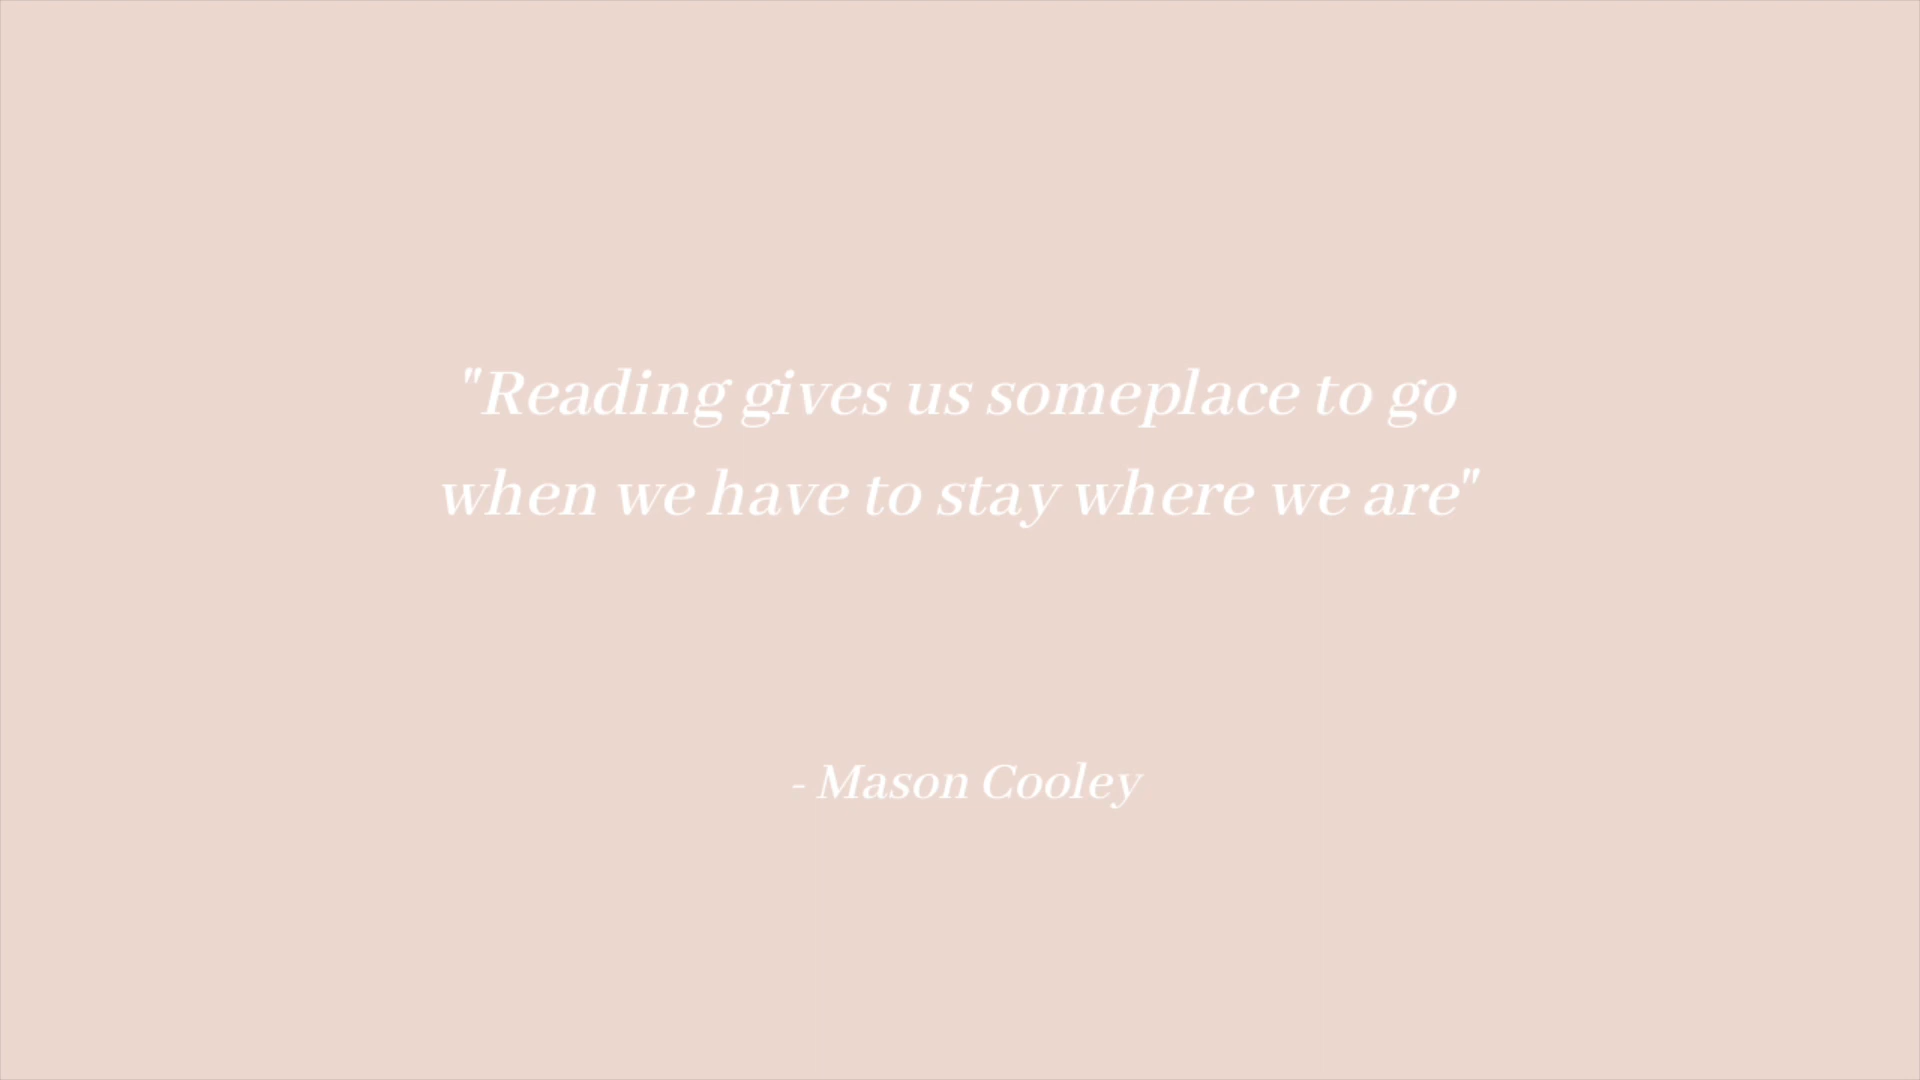 "Reading gives us someplace to go
when we have to stay where we are"
- Mason Cooley